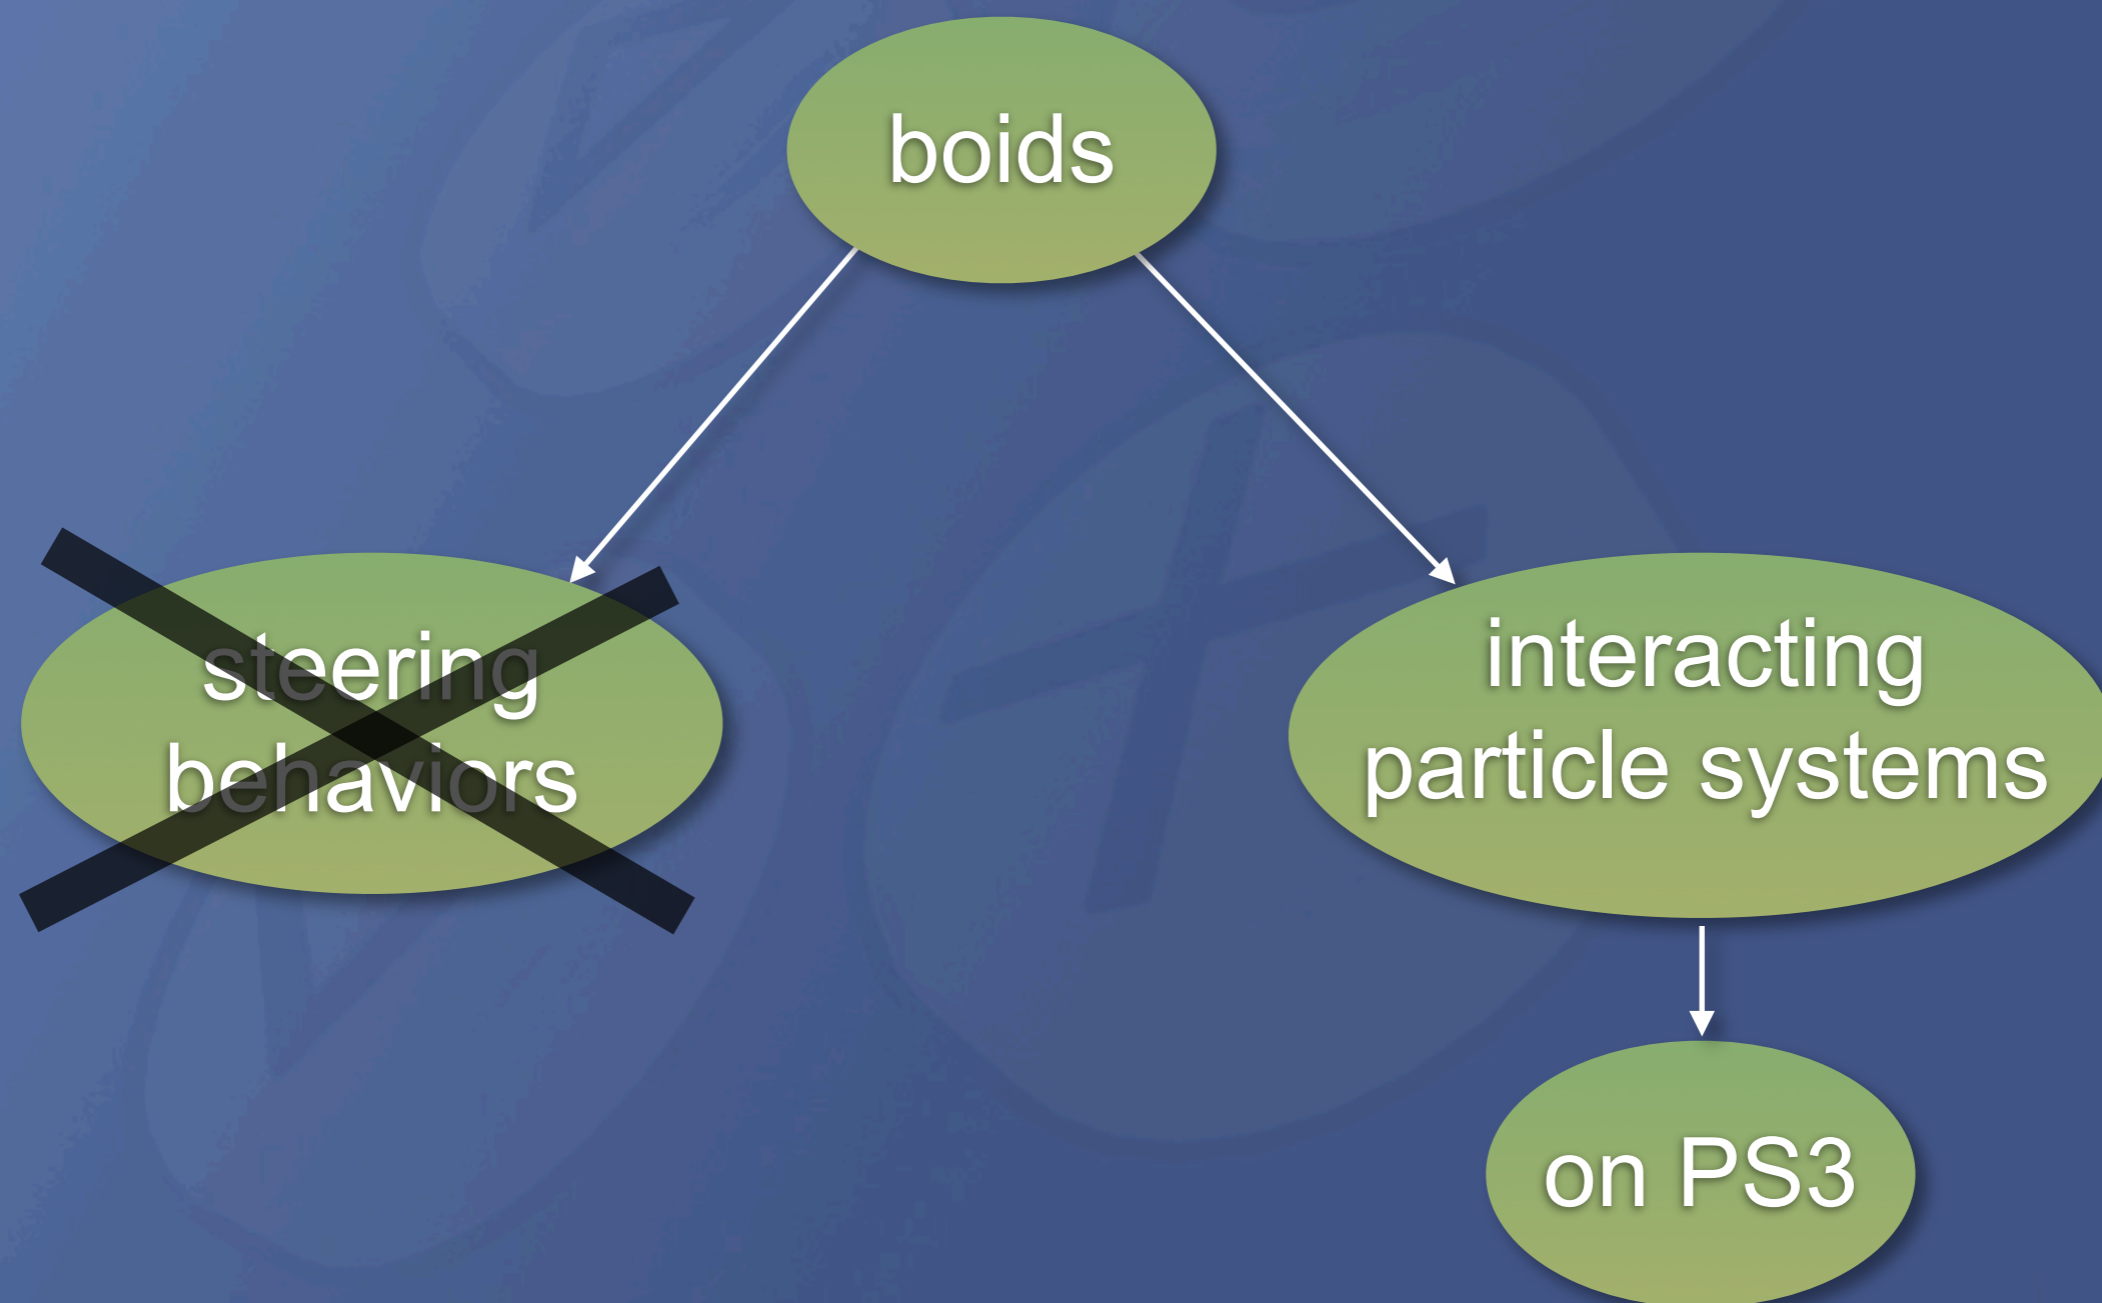 boids
steering
behaviors
interacting
particle systems
on PS3